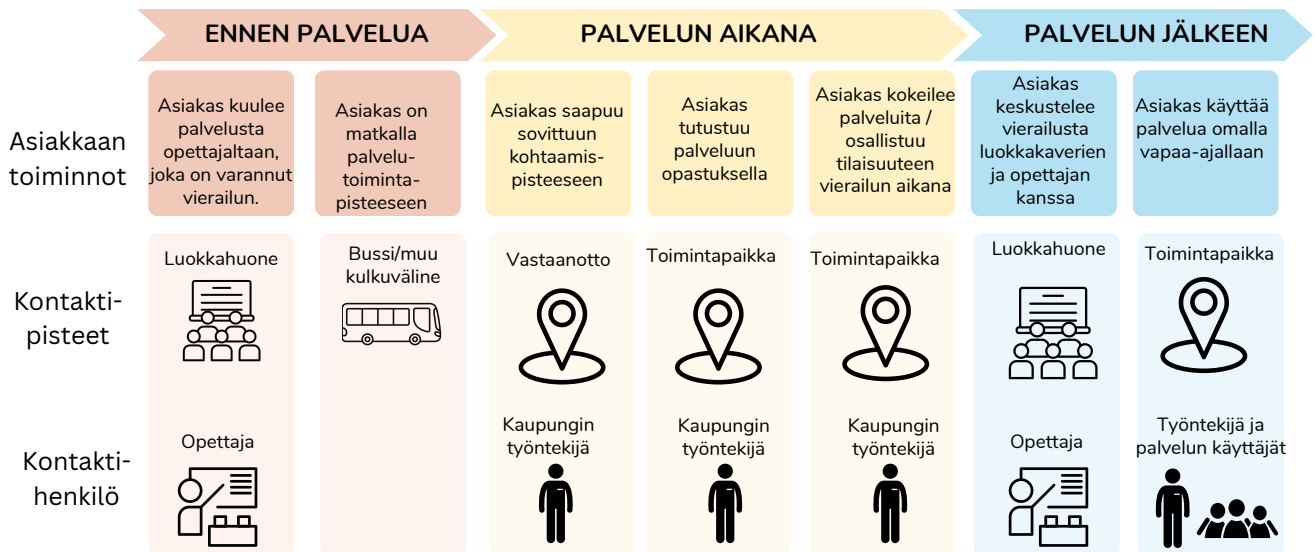 ENNEN PALVELUA
PALVELUN AIKANA
PALVELUN JÄLKEEN
Asiakkaan
toiminnot
Asiakas kuulee
palvelusta
opettajaltaan,
joka on varannut
vierailun.
Asiakas on
matkalla
palvelu-
toiminta-
pisteeseen
Asiakas saapuu
sovittuun
kohtaamis-
pisteeseen
Asiakas
tutustuu
palveluun
opastuksella
Asiakas kokeilee
palveluita /
osallistuu
tilaisuuteen
vierailun aikana
Asiakas
keskustelee
vierailusta
luokkakaverien
ja opettajan
kanssa
Asiakas käyttää
palvelua omalla
vapaa-ajallaan
Kontakti-
pisteet
Luokkahuone
Bussi/muu
kulkuväline
Vastaanotto
Toimintapaikka
Toimintapaikka
Luokkahuone
Toimintapaikka
Kontakti-
henkilö
Opettaja
Kaupungin
työntekijä
Kaupungin
työntekijä
Kaupungin
työntekijä
Opettaja
Työntekijä ja
palvelun käyttäjät